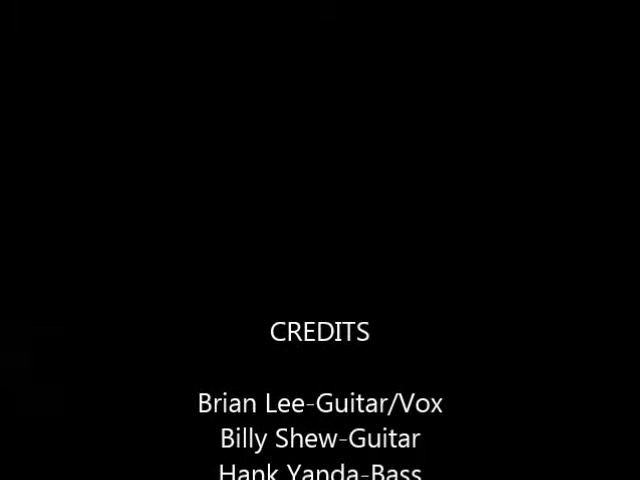 CREDITS
Brian Lee-Guitar/Vox
Billy Shew-Guitar
Hank Yanda-Bass